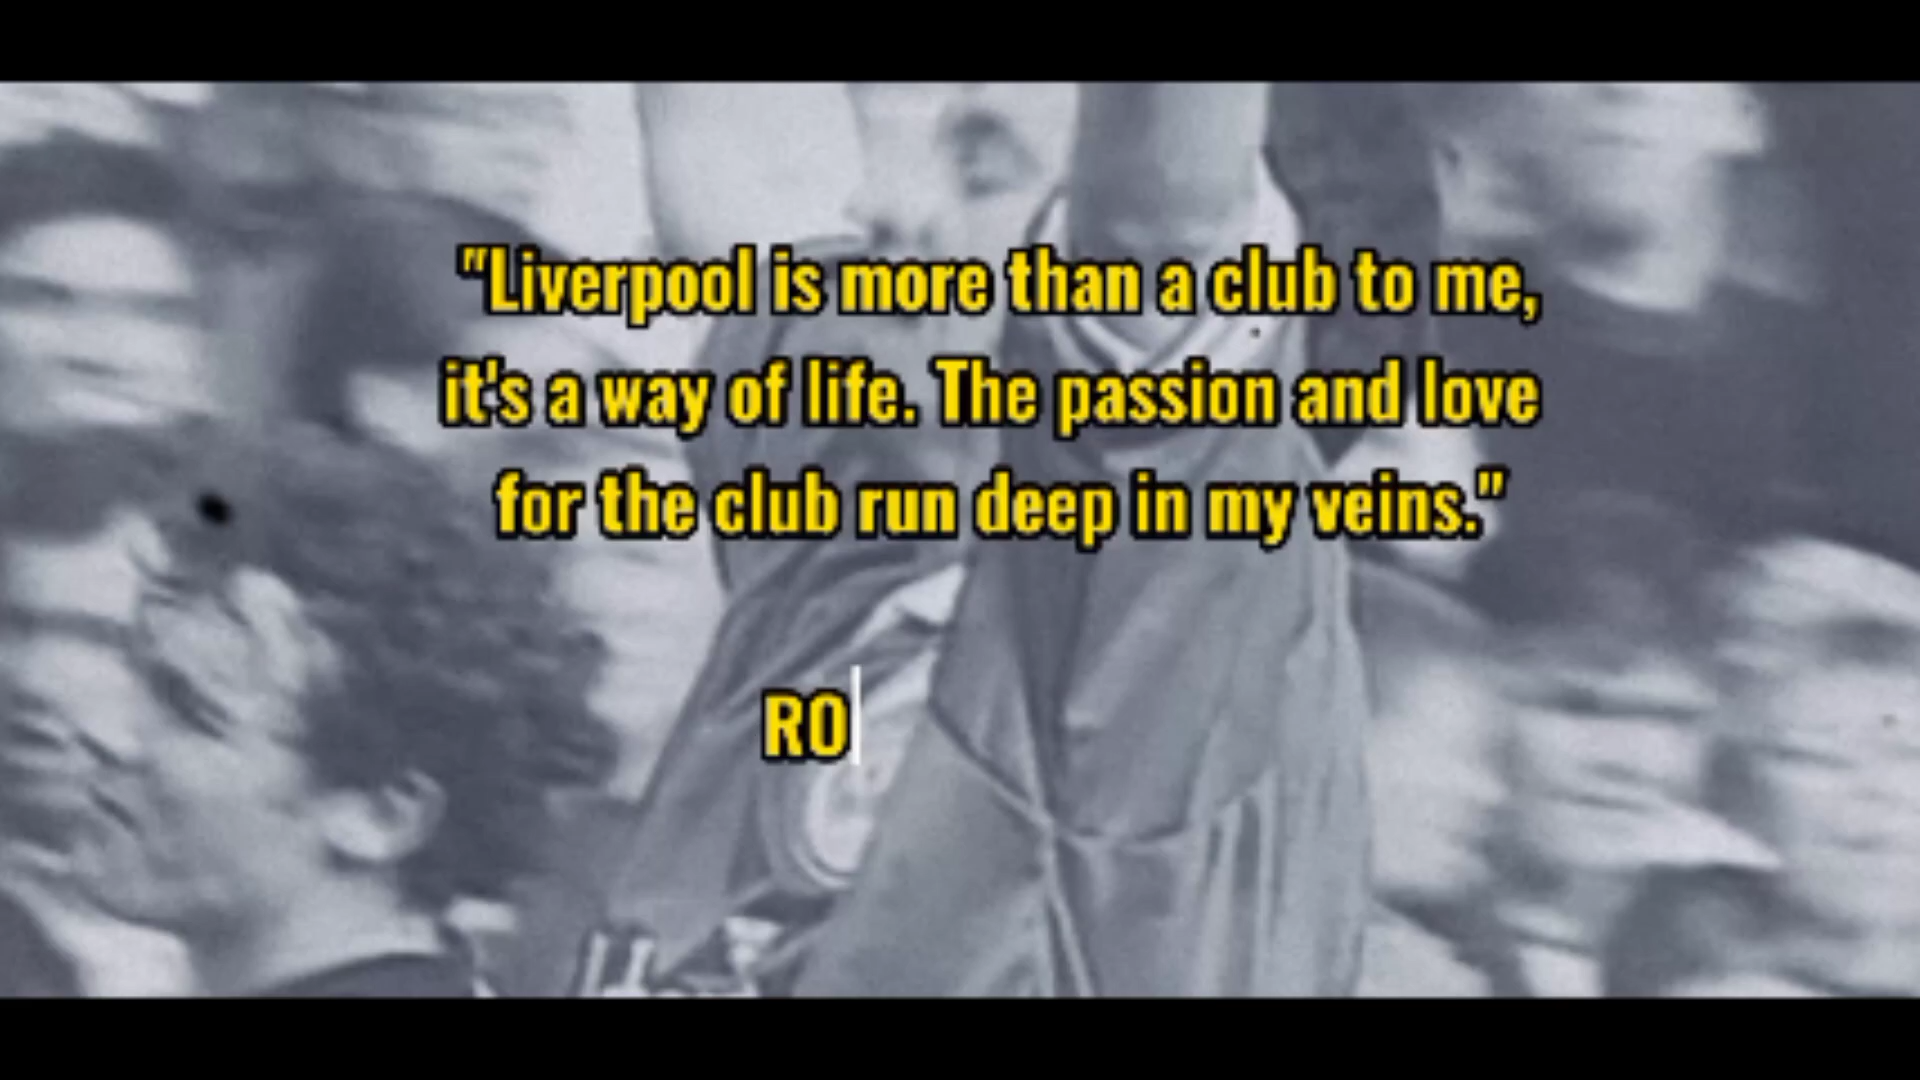 "Liverpool is more than a club to me,
it's a way of life. The passion and love
for the club run deep in my veins."
RO